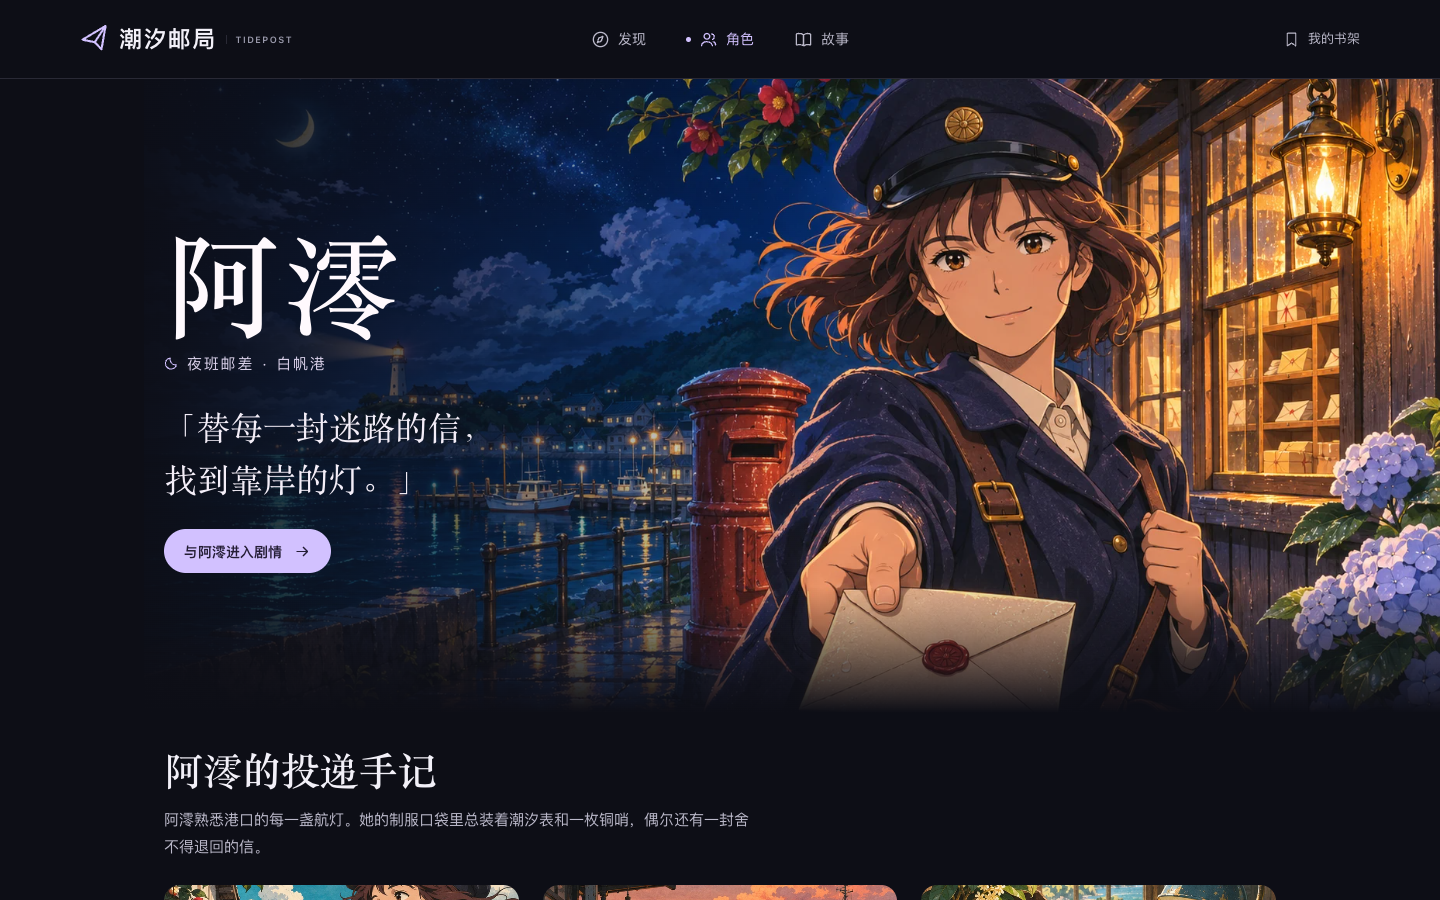 潮汐邮局
TIDEPOST
发现
角色
故事
我的书架
阿澪
夜班邮差 · 白帆港
「替每一封迷路的信，
找到靠岸的灯。」
与阿澪进入剧情 →
阿澪的投递手记
阿澪熟悉港口的每一盏航灯。她的制服口袋里总装着潮汐表和一枚铜哨，偶尔还有一封舍
不得退回的信。